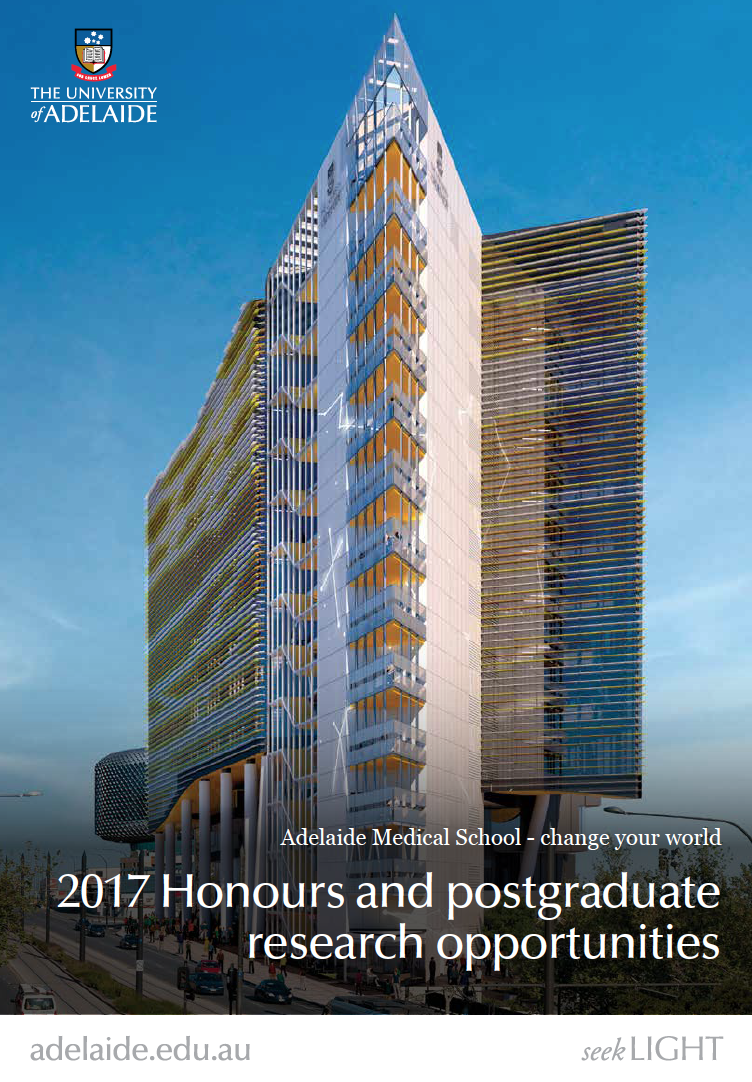 THE UNIVERSITY
of ADELAIDE
Adelaide Medical School - change your world
2017 Honours and postgraduate
research opportunities
adelaide.edu.au
seek LIGHT